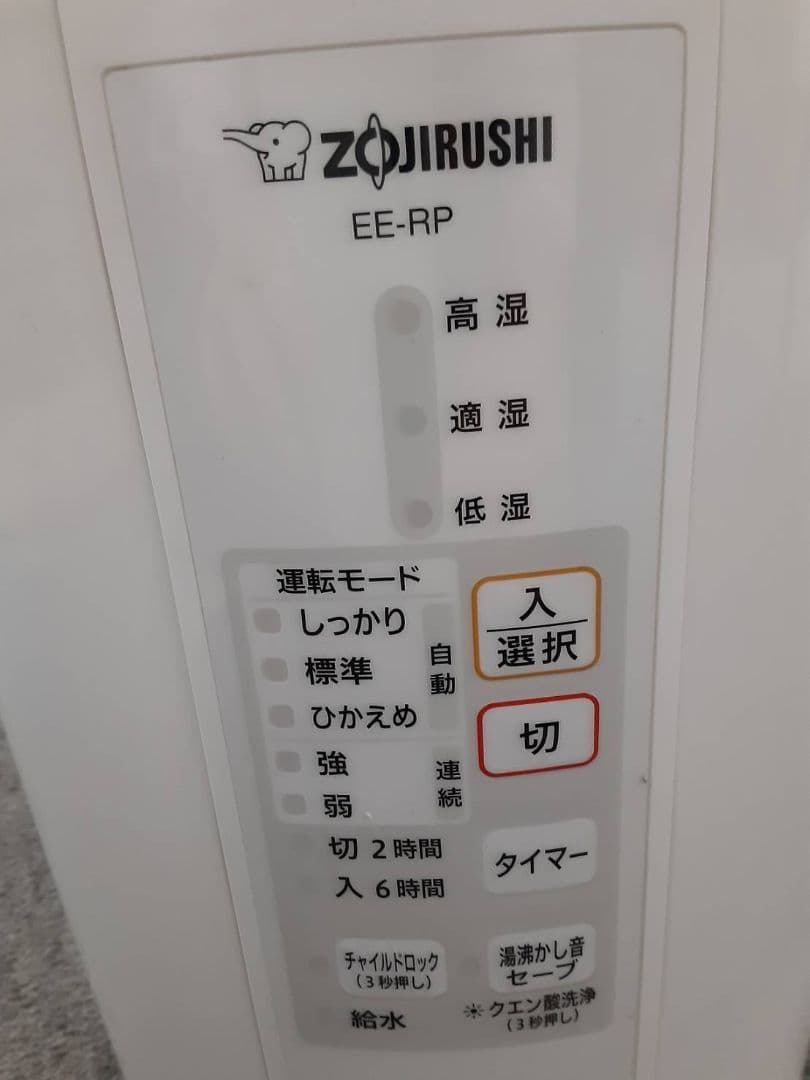 ZOJIRUSHI
EE-RP
高湿
適湿
低湿
運転モード
しっかり
標準
ひかえめ
自動
強
弱
連続
入
選択
切
切 2時間
入 6時間
タイマー
チャイルドロック
(3秒押し)
湯沸かし音
セーブ
給水
クエン酸洗浄
(3秒押し)